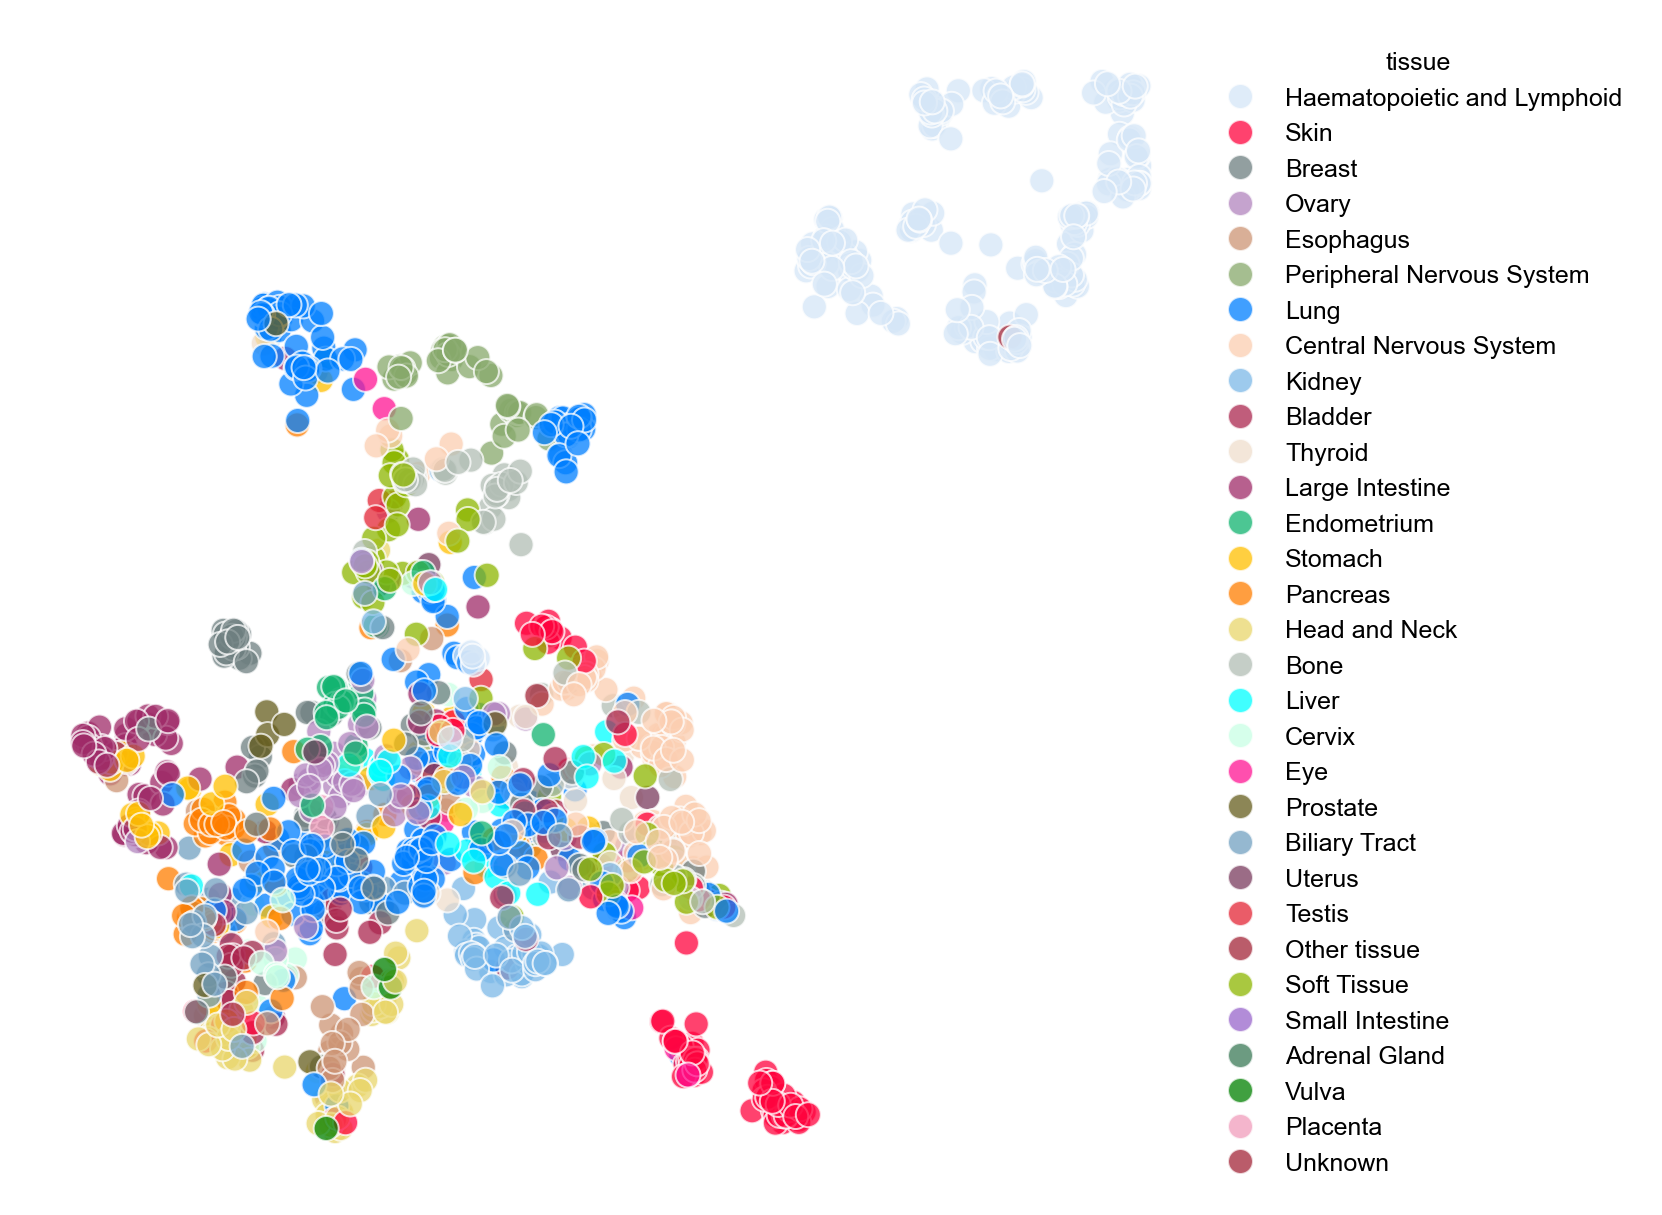 tissue
Haematopoietic and Lymphoid
Skin
Breast
Ovary
Esophagus
Peripheral Nervous System
Lung
Central Nervous System
Kidney
Bladder
Thyroid
Large Intestine
Endometrium
Stomach
Pancreas
Head and Neck
Bone
Liver
Cervix
Eye
Prostate
Biliary Tract
Uterus
Testis
Other tissue
Soft Tissue
Small Intestine
Adrenal Gland
Vulva
Placenta
Unknown